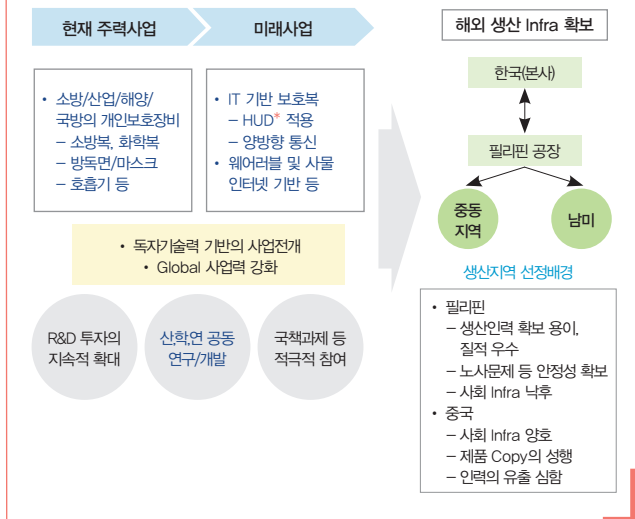 현재 주력사업
미래사업
• 소방/산업/해양/
국방의 개인보호장비
– 소방복, 화학복
– 방독면/마스크
– 호흡기 등
• IT 기반 보호복
– HUD* 적용
– 양방향 통신
• 웨어러블 및 사물
인터넷 기반 등
• 독자기술력 기반의 사업전개
• Global 사업력 강화
R&D 투자의
지속적 확대
산,학,연 공동
연구/개발
국책과제 등
적극적 참여
해외 생산 Infra 확보
한국(본사)
필리핀 공장
중동
지역
남미
생산지역 선정배경
• 필리핀
– 생산인력 확보 용이,
질적 우수
– 노사문제 등 안정성 확보
– 사회 Infra 낙후
• 중국
– 사회 Infra 양호
– 제품 Copy의 성행
– 인력의 유출 심함